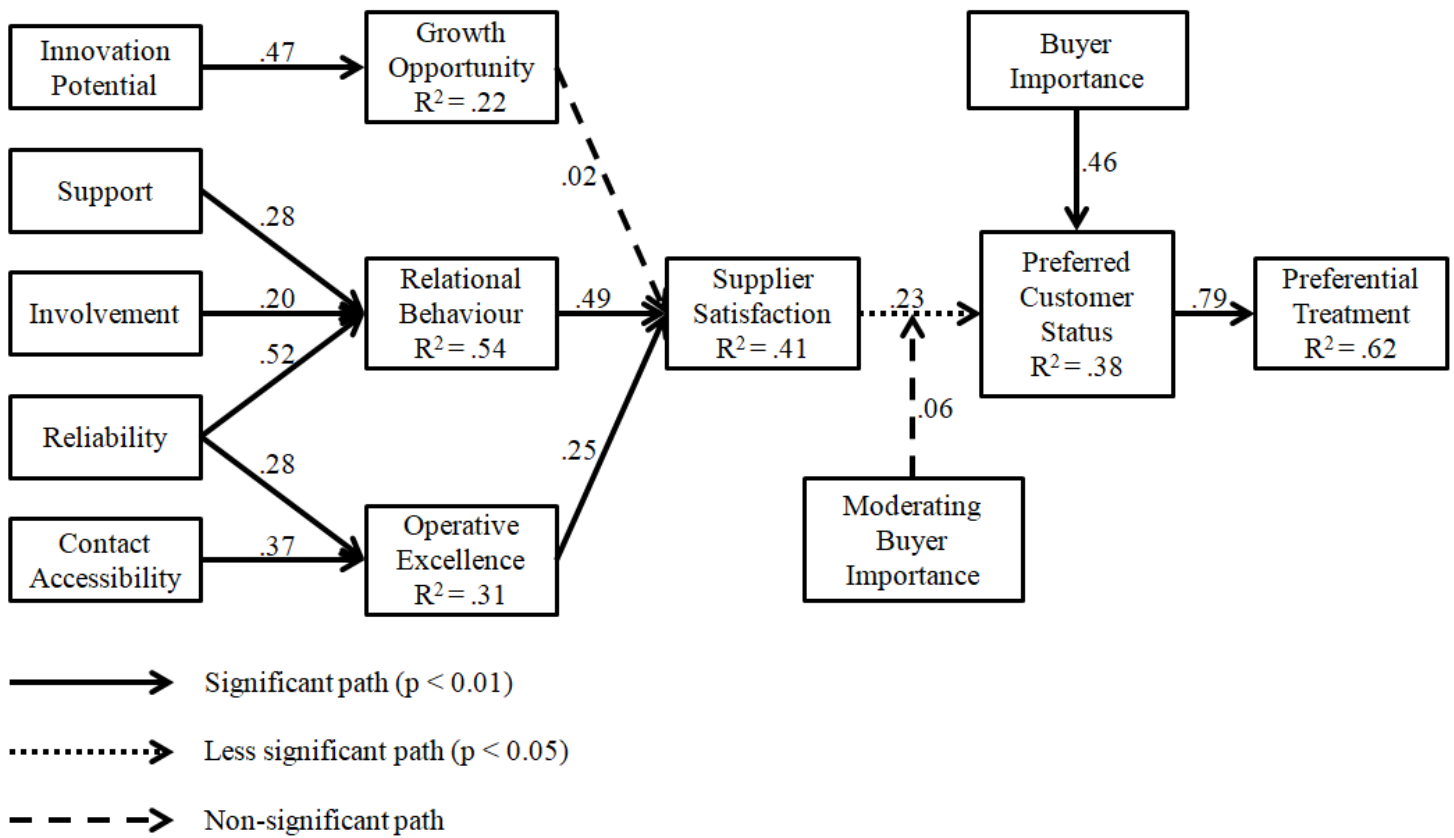 Innovation
Potential
.47
Growth
Opportunity
R² = .22
Buyer
Importance
.46
Support
.28
.02
Involvement
.20
Relational
Behaviour
R² = .54
.49
Supplier
Satisfaction
R² = .41
.23
Preferred
Customer
Status
R² = .38
.79
Preferential
Treatment
R² = .62
.52
Reliability
.28
.25
.06
Moderating
Buyer
Importance
Contact
Accessibility
.37
Operative
Excellence
R² = .31
Significant path (p < 0.01)
Less significant path (p < 0.05)
Non-significant path